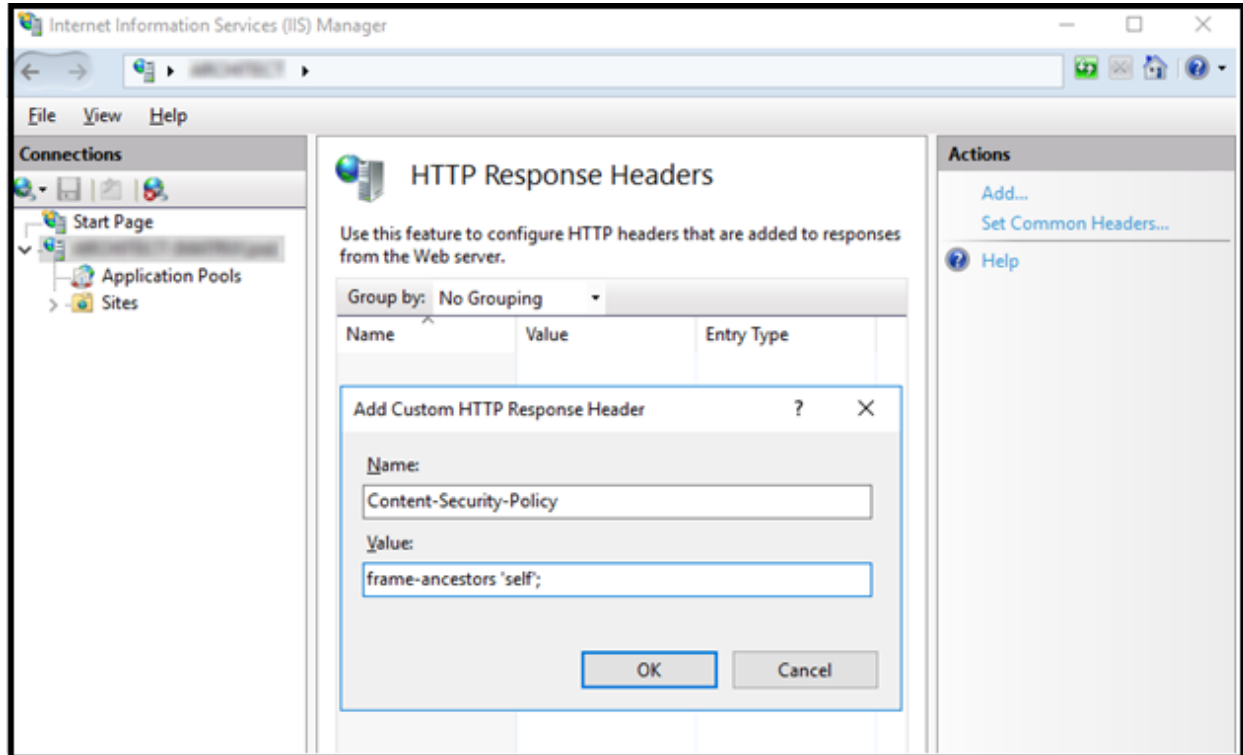 Internet Information Services (IIS) Manager
File View Help
Connections
Start Page
Application Pools
Sites
HTTP Response Headers
Use this feature to configure HTTP headers that are added to responses
from the Web server.
Group by: No Grouping
Name Value Entry Type
Add Custom HTTP Response Header ?
Name:
Content-Security-Policy
Value:
frame-ancestors 'self';
OK Cancel
Actions
Add...
Set Common Headers...
Help